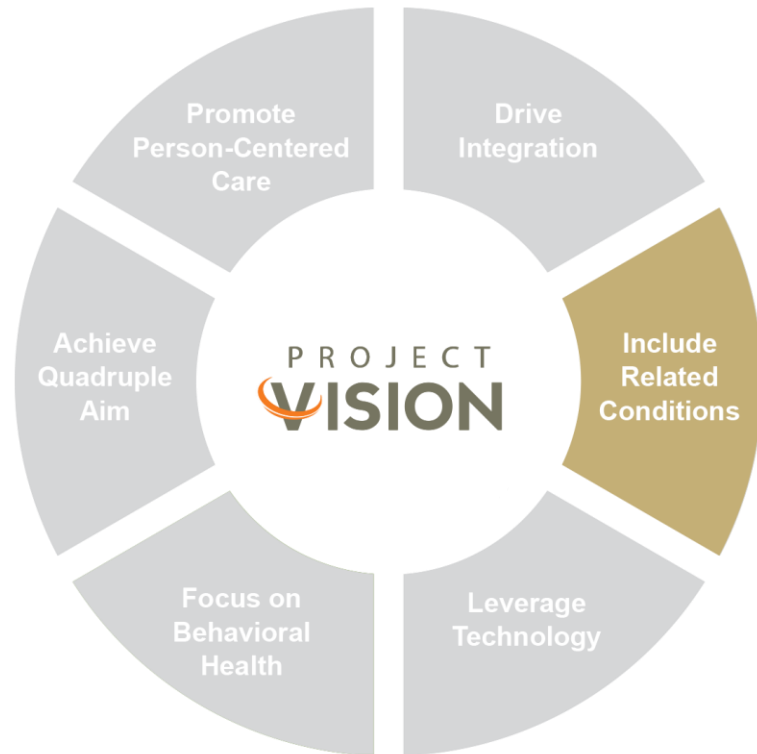 Promote
Person-Centered
Care
Drive
Integration
Achieve
Quadruple
Aim
PROJECT
VISION
Include
Related
Conditions
Focus on
Behavioral
Health
Leverage
Technology